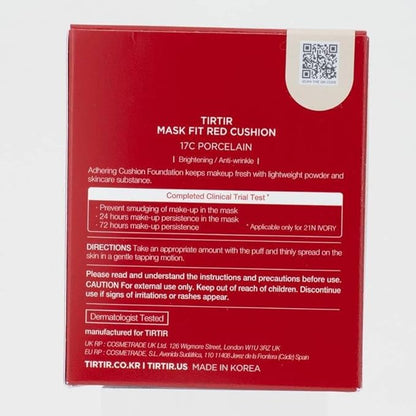 TIRTIR
MASK FIT RED CUSHION
17C PORCELAIN
| Brightening / Anti-wrinkle |
Adhering Cushion Foundation keeps makeup fresh with lightweight powder and
skincare substance.
Completed Clinical Trial Test *
· Prevent smudging of make-up in the mask
· 24 hours make-up persistence in the mask
· 72 hours make-up persistence
* Applicable only for 21N IVORY
DIRECTIONS Take an appropriate amount with the puff and thinly spread on
the skin in a gentle tapping motion.
Please read and understand the instructions and precautions before use.
CAUTION For external use only. Keep out of reach of children. Discontinue
use if signs of irritations or rashes appear.
Dermatologist Tested
manufactured for TIRTIR
UK RP : COSMETRADE UK Ltd. 126 Wigmore Street, London W1U 3RZ UK
EU RP : COSMETRADE, S.L. Avenida Sudáfrica, 110 11408 Jerez de la Frontera (Cádiz) Spain
TIRTIR.CO.KR | TIRTIR.US MADE IN KOREA